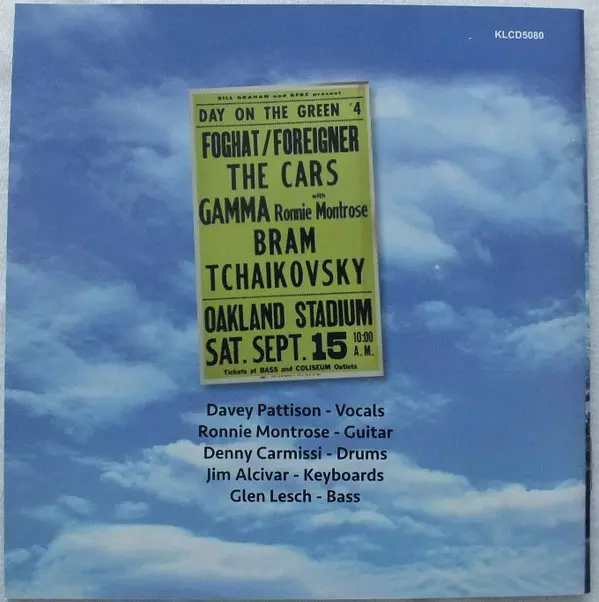 KLCD5080
BILL GRAHAM and KFRC present
DAY ON THE GREEN '4
FOGHAT/FOREIGNER
THE CARS
with
GAMMA Ronnie Montrose
BRAM
TCHAIKOVSKY
OAKLAND STADIUM
SAT. SEPT. 15 10:00
A.M.
Tickets at BASS and COLISEUM Outlets
Davey Pattison - Vocals
Ronnie Montrose - Guitar
Denny Carmissi - Drums
Jim Alcivar - Keyboards
Glen Lesch - Bass